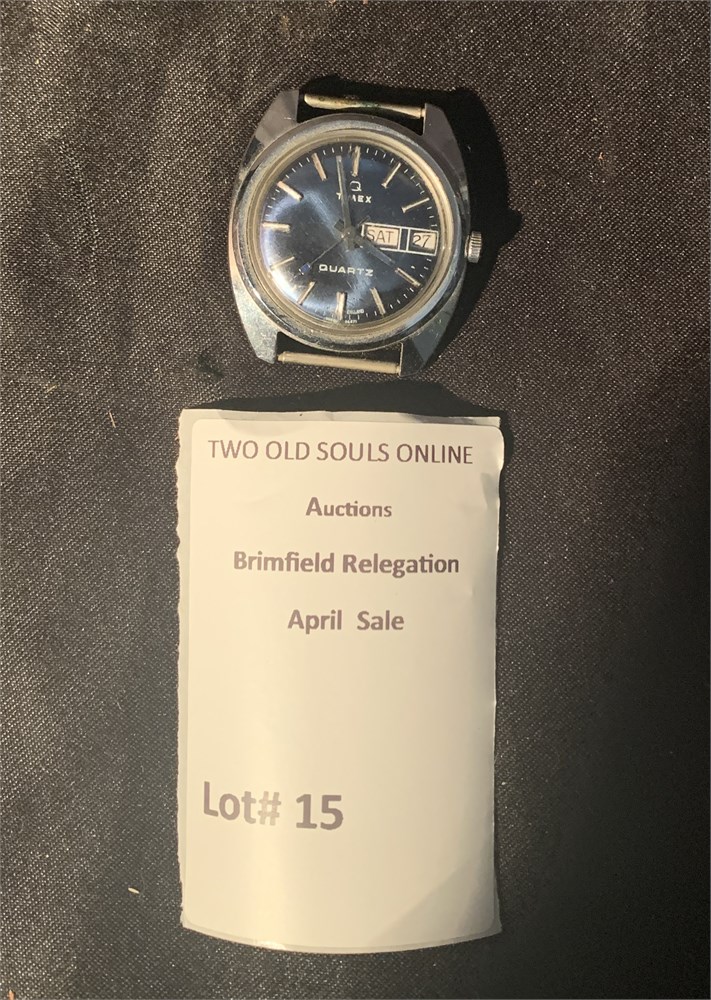 Q
TIMEX
SAT 27
QUARTZ
TWO OLD SOULS ONLINE
Auctions
Brimfield Relegation
April Sale
Lot# 15